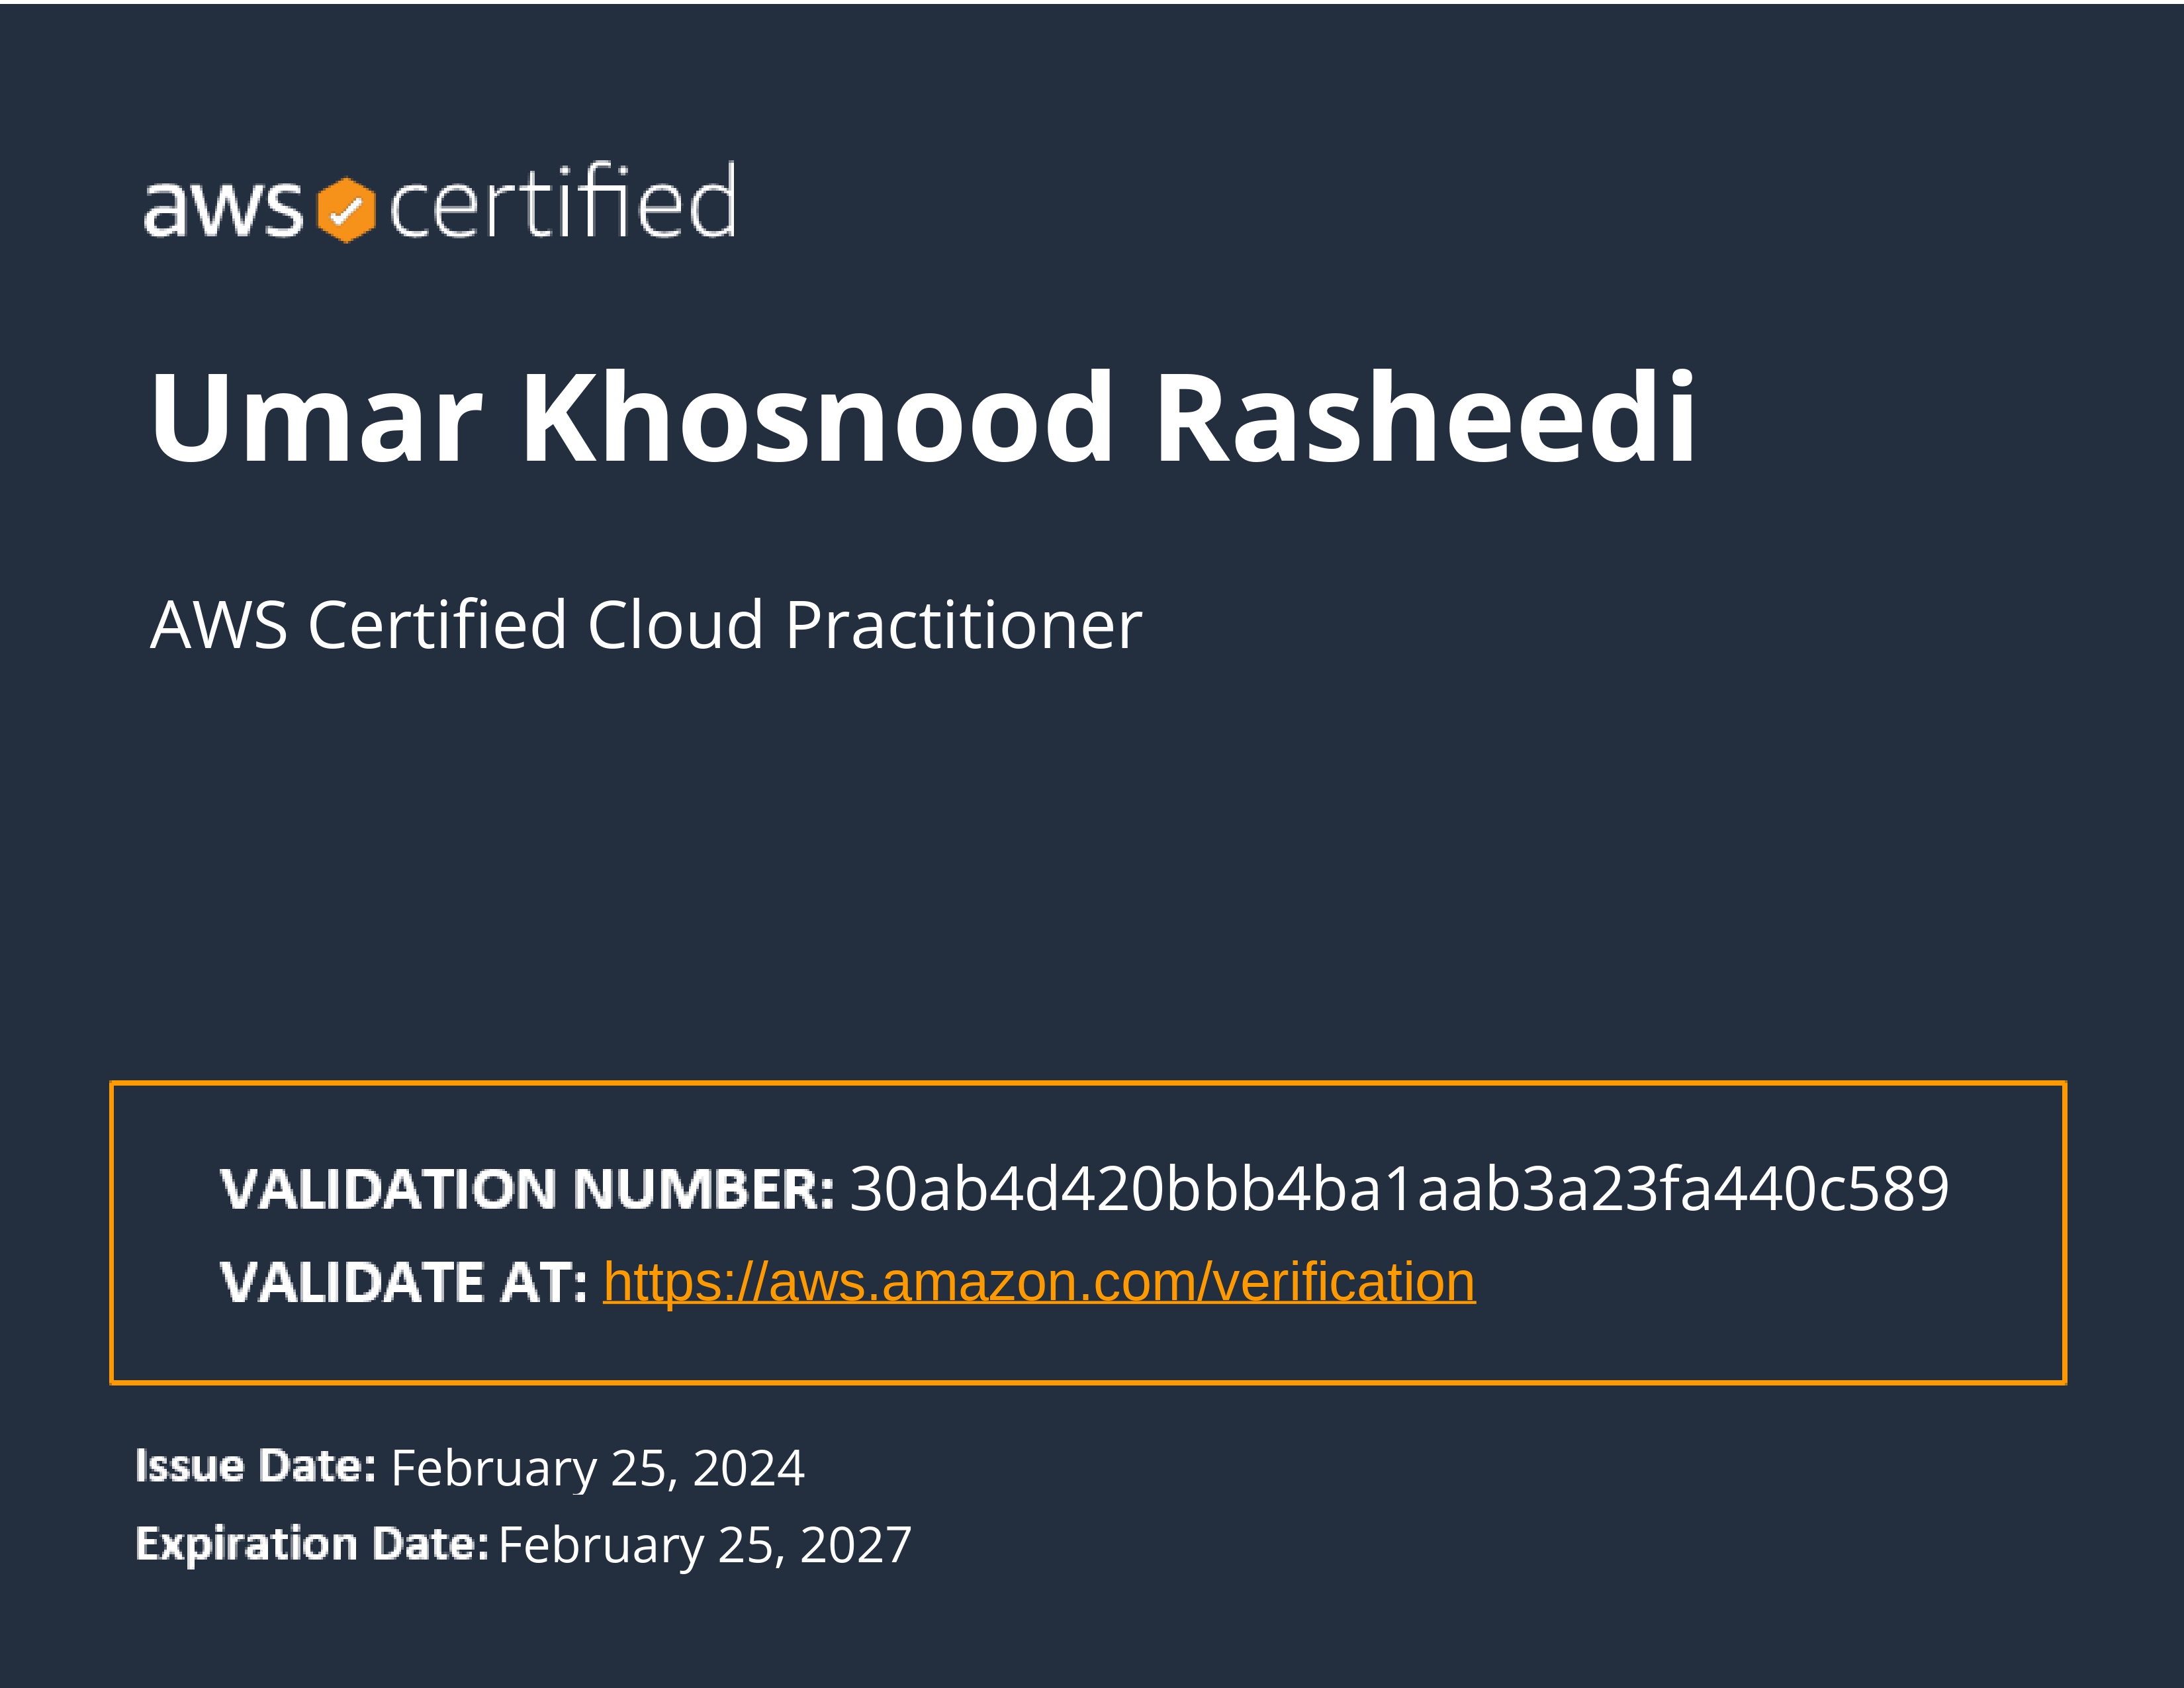 aws certified
Umar Khosnood Rasheedi
AWS Certified Cloud Practitioner
VALIDATION NUMBER: 30ab4d420bbb4ba1aab3a23fa440c589
VALIDATE AT: https://aws.amazon.com/verification
Issue Date: February 25, 2024
Expiration Date: February 25, 2027